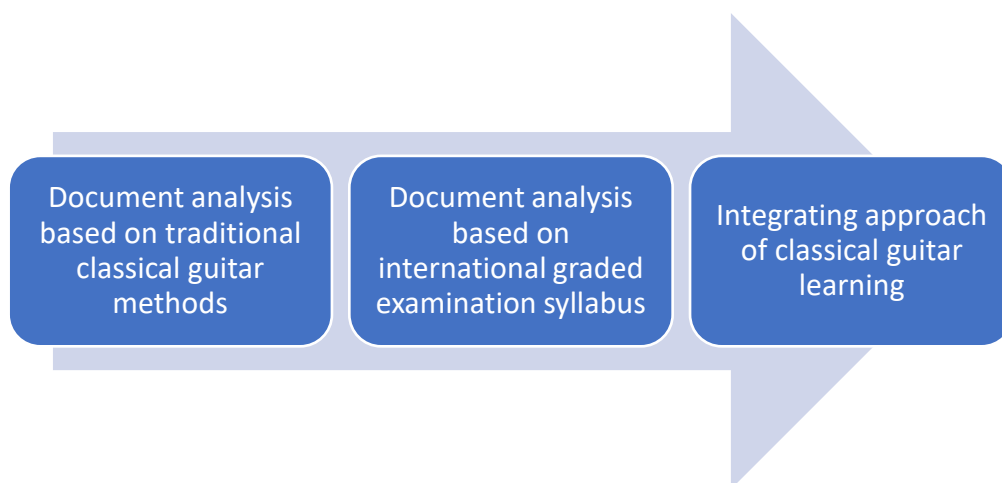 Document analysis
based on traditional
classical guitar
methods
Document analysis
based on
international graded
examination syllabus
Integrating approach
of classical guitar
learning